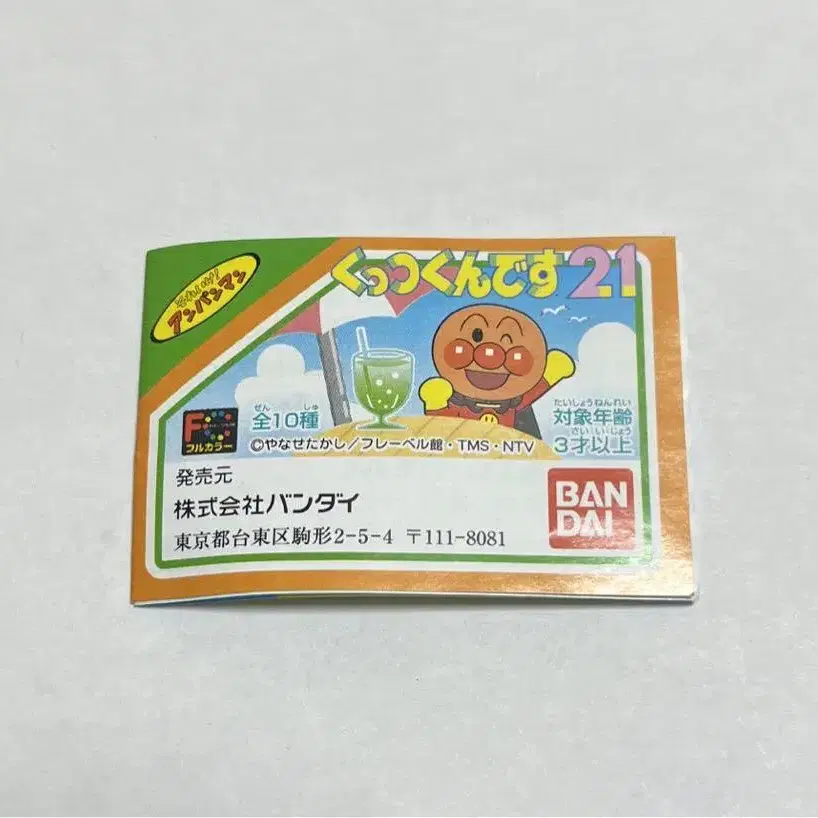 それいけ!
アンパンマン
くっつくんです21
ぜん しゅ
全10種
フルカラー
たいしょうねんれい
対象年齢
さい いじょう
3才以上
©やなせたかし/フレーベル館・TMS・NTV
発売元
株式会社バンダイ
東京都台東区駒形2-5-4 〒111-8081
BAN
DAI